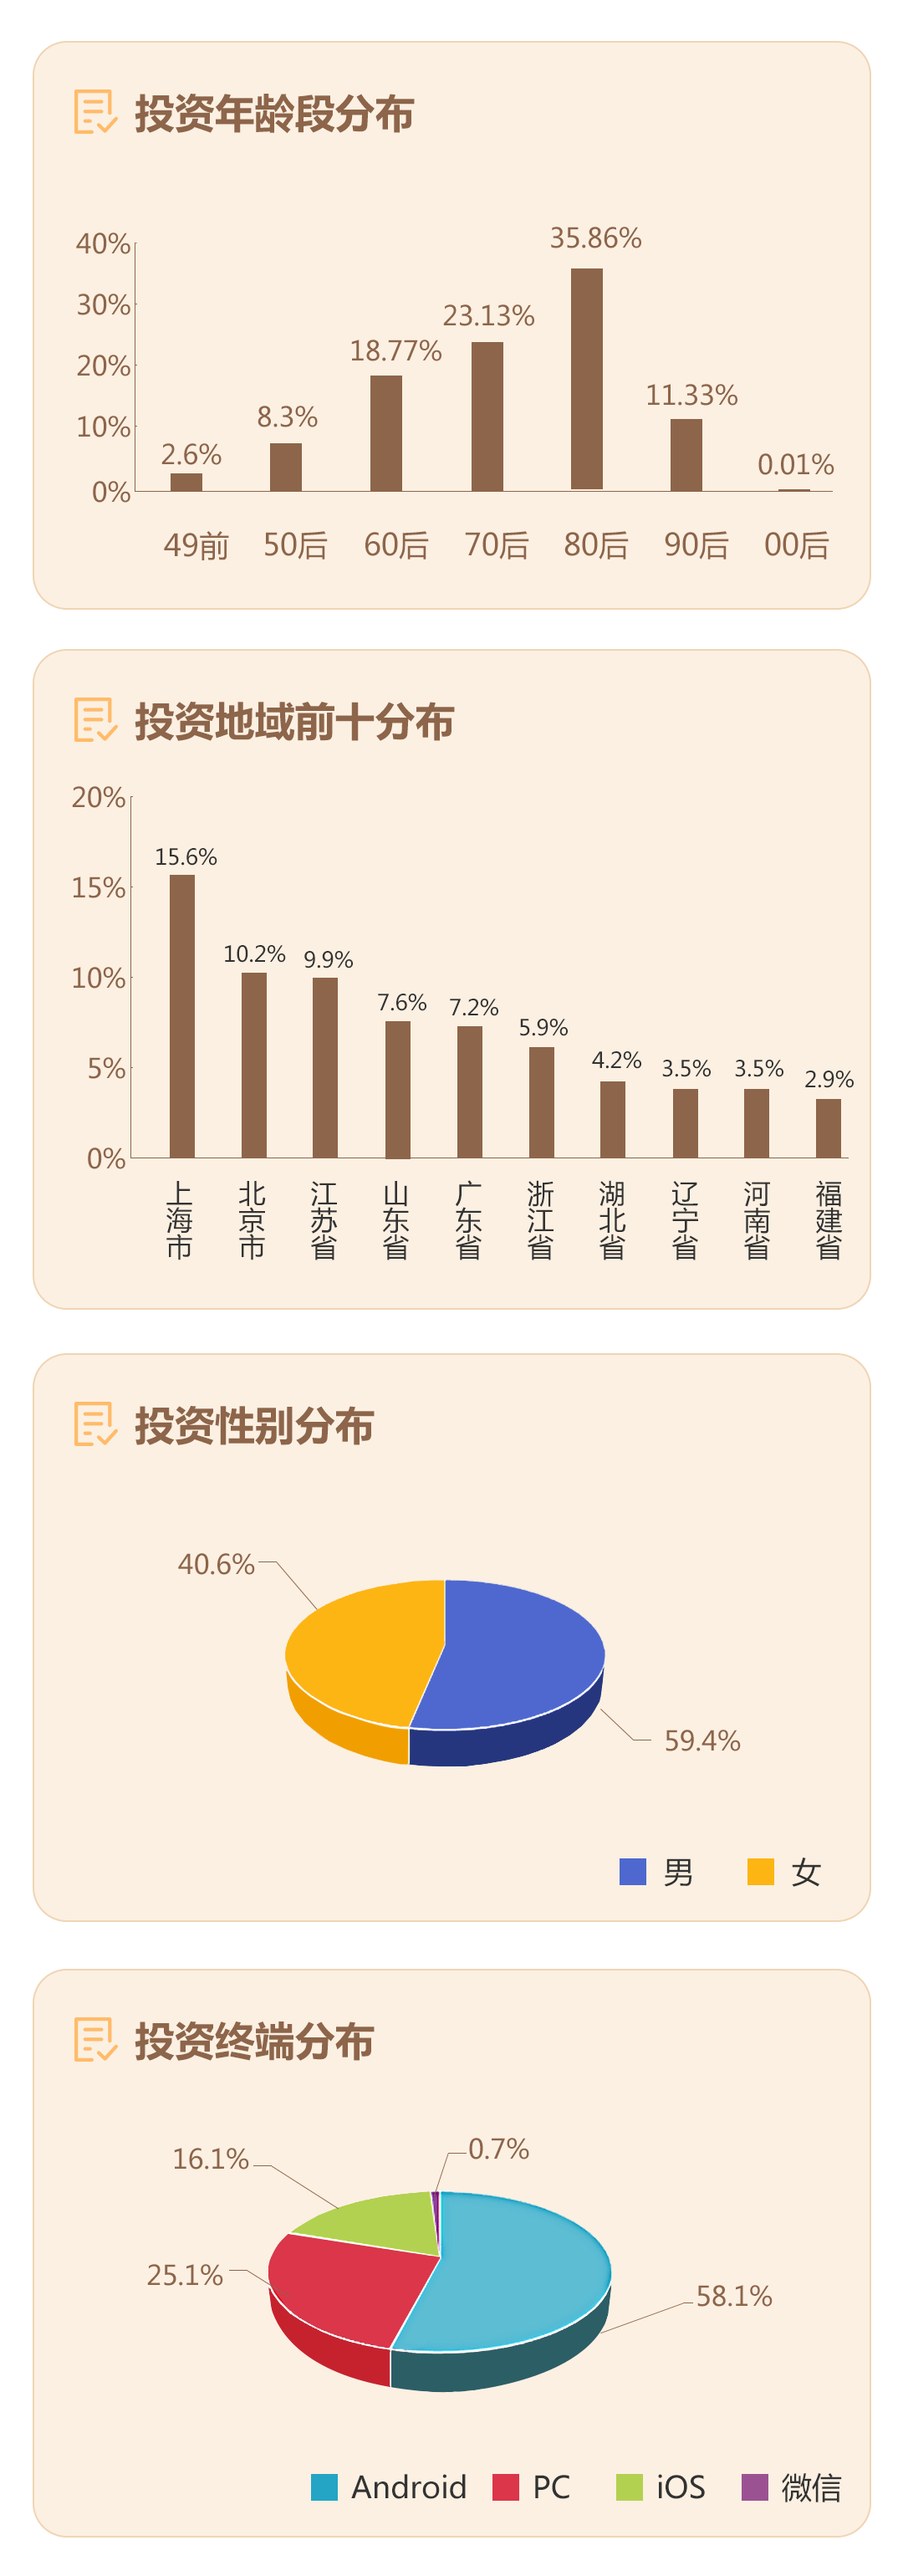 投资年龄段分布
40%
30%
20%
10%
0%
2.6%
8.3%
18.77%
23.13%
35.86%
11.33%
0.01%
49前
50后
60后
70后
80后
90后
00后
投资地域前十分布
20%
15%
10%
5%
0%
15.6%
10.2%
9.9%
7.6%
7.2%
5.9%
4.2%
3.5%
3.5%
2.9%
上海市
北京市
江苏省
山东省
广东省
浙江省
湖北省
辽宁省
河南省
福建省
投资性别分布
40.6%
59.4%
男
女
投资终端分布
16.1%
0.7%
25.1%
58.1%
Android
PC
iOS
微信